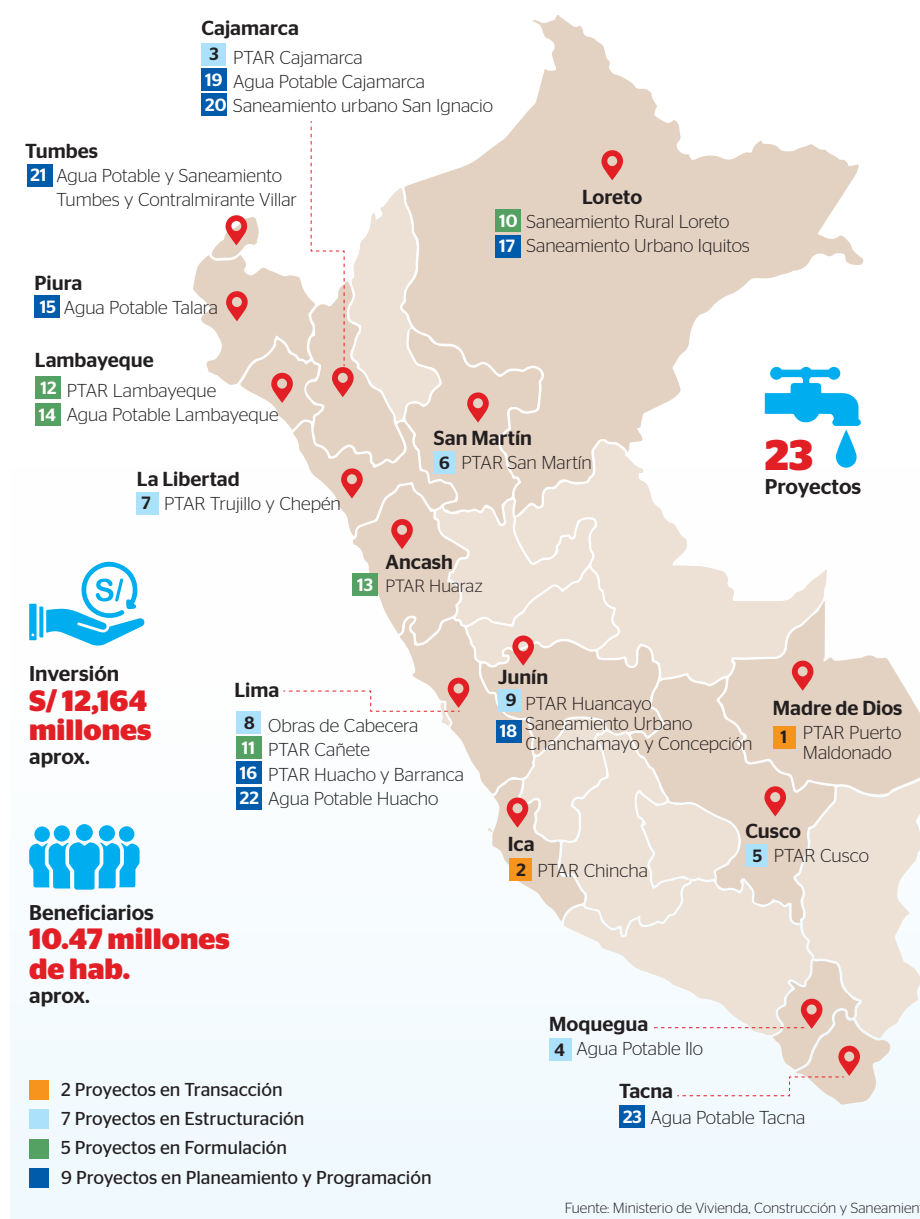 Cajamarca
3 PTAR Cajamarca
19 Agua Potable Cajamarca
20 Saneamiento urbano San Ignacio
Tumbes
21 Agua Potable y Saneamiento
Tumbes y Contralmirante Villar
Loreto
10 Saneamiento Rural Loreto
17 Saneamiento Urbano Iquitos
Piura
15 Agua Potable Talara
Lambayeque
12 PTAR Lambayeque
14 Agua Potable Lambayeque
San Martín
6 PTAR San Martín
23
Proyectos
La Libertad
7 PTAR Trujillo y Chepén
Ancash
13 PTAR Huaraz
S/
Inversión
S/ 12,164
millones
aprox.
Lima
8 Obras de Cabecera
11 PTAR Cañete
16 PTAR Huacho y Barranca
22 Agua Potable Huacho
Junín
9 PTAR Huancayo
18 Saneamiento Urbano
Chanchamayo y Concepción
Madre de Dios
1 PTAR Puerto
Maldonado
Ica
2 PTAR Chincha
Cusco
5 PTAR Cusco
Beneficiarios
10.47 millones
de hab.
aprox.
Moquegua
4 Agua Potable Ilo
Tacna
23 Agua Potable Tacna
2 Proyectos en Transacción
7 Proyectos en Estructuración
5 Proyectos en Formulación
9 Proyectos en Planeamiento y Programación
Fuente: Ministerio de Vivienda, Construcción y Saneamien